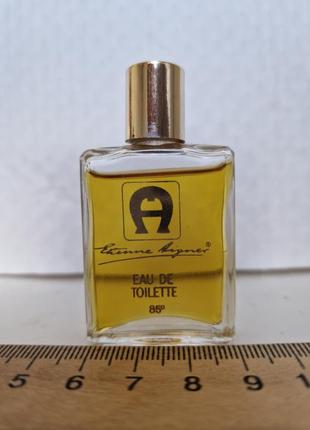 A
Etienne Aigner®
EAU DE
TOILETTE
85°
5 6 7 8 9 1